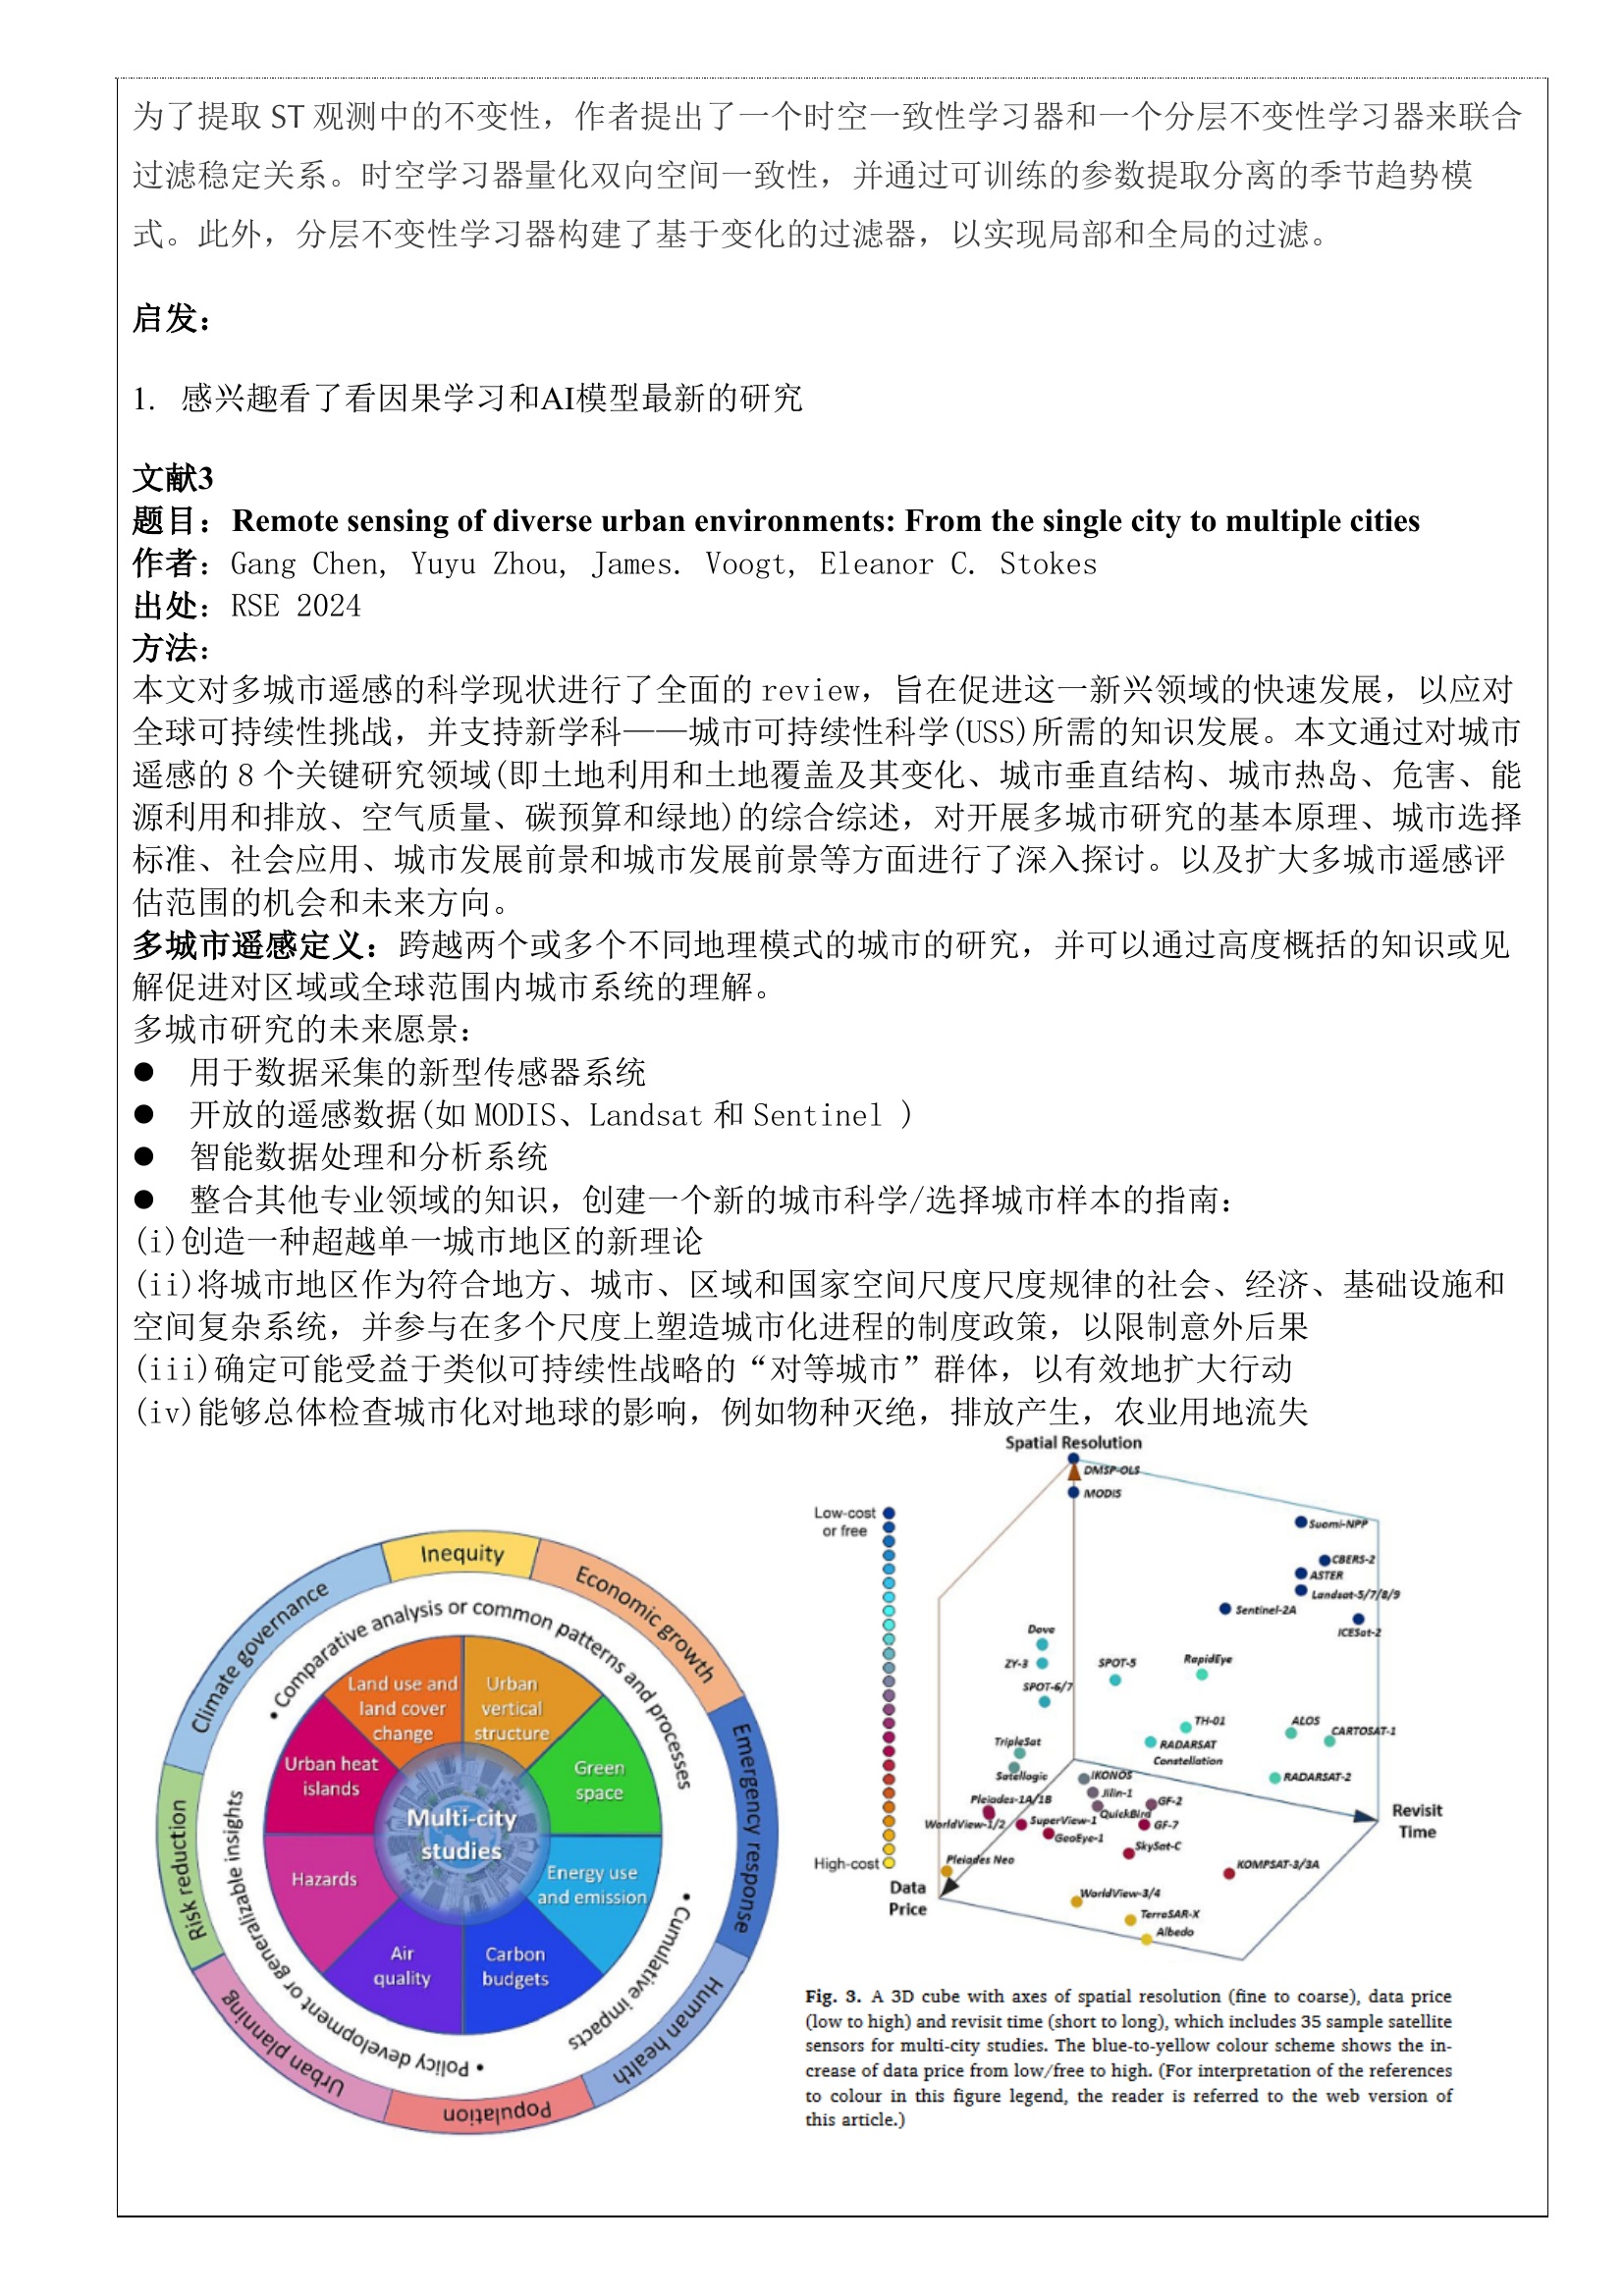 为了提取 ST 观测中的不变性，作者提出了一个时空一致性学习器和一个分层不变性学习器来联合
过滤稳定关系。时空学习器量化双向空间一致性，并通过可训练的参数提取分离的季节趋势模
式。此外，分层不变性学习器构建了基于变化的过滤器，以实现局部和全局的过滤。
启发：
1. 感兴趣看了看因果学习和AI模型最新的研究
文献3
题目：Remote sensing of diverse urban environments: From the single city to multiple cities
作者：Gang Chen, Yuyu Zhou, James. Voogt, Eleanor C. Stokes
出处：RSE 2024
方法：
本文对多城市遥感的科学现状进行了全面的 review，旨在促进这一新兴领域的快速发展，以应对
全球可持续性挑战，并支持新学科——城市可持续性科学(USS)所需的知识发展。本文通过对城市
遥感的 8 个关键研究领域(即土地利用和土地覆盖及其变化、城市垂直结构、城市热岛、危害、能
源利用和排放、空气质量、碳预算和绿地)的综合综述，对开展多城市研究的基本原理、城市选择
标准、社会应用、城市发展前景和城市发展前景等方面进行了深入探讨。以及扩大多城市遥感评
估范围的机会和未来方向。
多城市遥感定义：跨越两个或多个不同地理模式的城市的研究，并可以通过高度概括的知识或见
解促进对区域或全球范围内城市系统的理解。
多城市研究的未来愿景：
● 用于数据采集的新型传感器系统
● 开放的遥感数据(如 MODIS、Landsat 和 Sentinel )
● 智能数据处理和分析系统
● 整合其他专业领域的知识，创建一个新的城市科学/选择城市样本的指南：
(i)创造一种超越单一城市地区的新理论
(ii)将城市地区作为符合地方、城市、区域和国家空间尺度尺度规律的社会、经济、基础设施和
空间复杂系统，并参与在多个尺度上塑造城市化进程的制度政策，以限制意外后果
(iii)确定可能受益于类似可持续性战略的“对等城市”群体，以有效地扩大行动
(iv)能够总体检查城市化对地球的影响，例如物种灭绝，排放产生，农业用地流失
Inequity
Economic growth
Emergency response
Human health
Population
Urban planning
Risk reduction
Climate governance
• Comparative analysis or common patterns and processes
• Cumulative impacts
• Policy development or generalizable insights
Land use and
land cover
change
Urban
vertical
structure
Green
space
Energy use
and emission
Carbon
budgets
Air
quality
Hazards
Urban heat
islands
Multi-city
studies
Spatial Resolution
DMSP-OLS
MODIS
Low-cost
or free
Suomi-NPP
CBERS-2
ASTER
Landsat-5/7/8/9
Sentinel-2A
ICESat-2
Dove
ZY-3
SPOT-5
RapidEye
SPOT-6/7
TH-01
ALOS
CARTOSAT-1
TripleSat
RADARSAT
Constellation
Satellogic
IKONOS
RADARSAT-2
Jilin-1
Pleiades-1A/1B
GF-2
QuickBird
WorldView-1/2
SuperView-1
GF-7
GeoEye-1
SkySat-C
Revisit
Time
Pleiades Neo
KOMPSAT-3/3A
High-cost
Data
Price
WorldView-3/4
TerraSAR-X
Albedo
Fig. 3. A 3D cube with axes of spatial resolution (fine to coarse), data price
(low to high) and revisit time (short to long), which includes 35 sample satellite
sensors for multi-city studies. The blue-to-yellow colour scheme shows the in-
crease of data price from low/free to high. (For interpretation of the references
to colour in this figure legend, the reader is referred to the web version of
this article.)